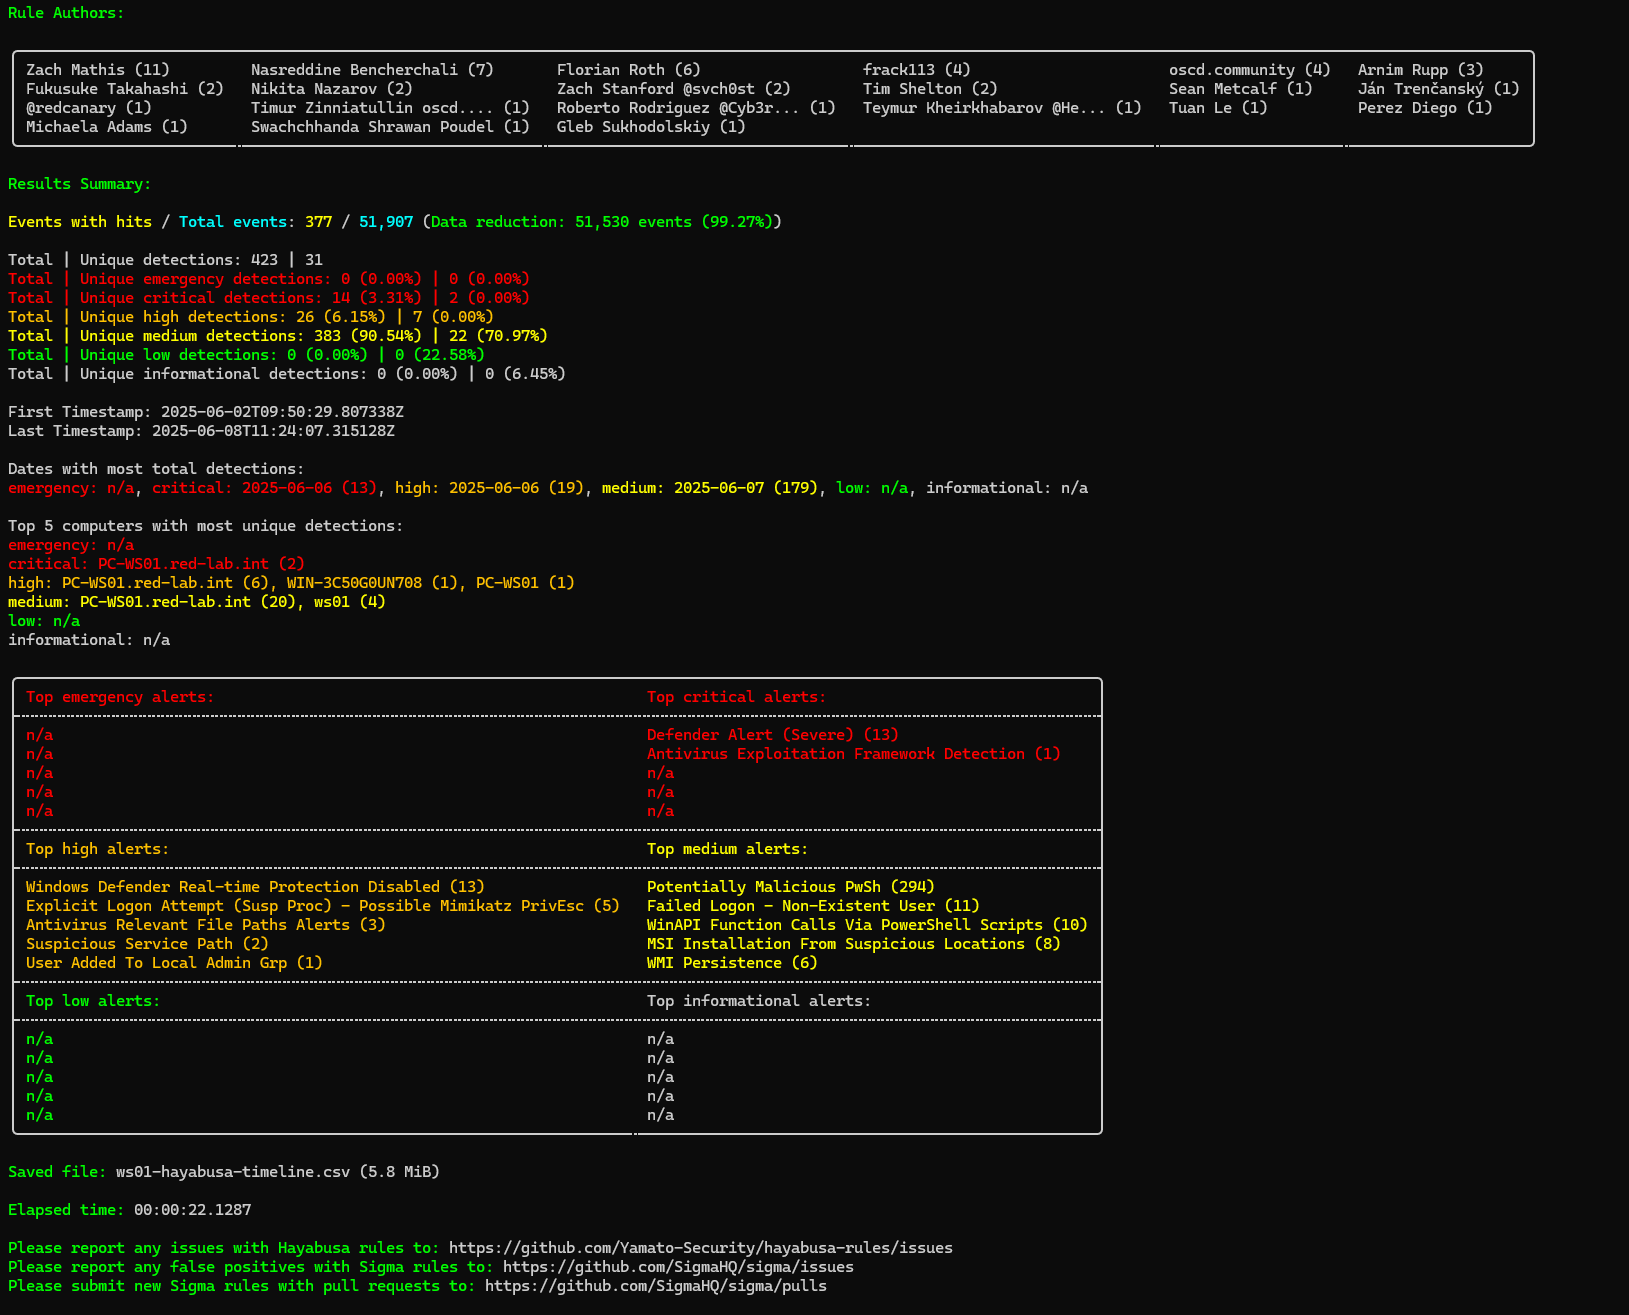 Rule Authors:
Zach Mathis (11) Nasreddine Bencherchali (7) Florian Roth (6) frack113 (4) oscd.community (4) Arnim Rupp (3)
Fukusuke Takahashi (2) Nikita Nazarov (2) Zach Stanford @svch0st (2) Tim Shelton (2) Sean Metcalf (1) Ján Trenčanský (1)
@redcanary (1) Timur Zinniatullin oscd.... (1) Roberto Rodriguez @Cyb3r... (1) Teymur Kheirkhabarov @He... (1) Tuan Le (1) Perez Diego (1)
Michaela Adams (1) Swachchhanda Shrawan Poudel (1) Gleb Sukhodolskiy (1)
Results Summary:
Events with hits / Total events: 377 / 51,907 (Data reduction: 51,530 events (99.27%))
Total | Unique detections: 423 | 31
Total | Unique emergency detections: 0 (0.00%) | 0 (0.00%)
Total | Unique critical detections: 14 (3.31%) | 2 (0.00%)
Total | Unique high detections: 26 (6.15%) | 7 (0.00%)
Total | Unique medium detections: 383 (90.54%) | 22 (70.97%)
Total | Unique low detections: 0 (0.00%) | 0 (22.58%)
Total | Unique informational detections: 0 (0.00%) | 0 (6.45%)
First Timestamp: 2025-06-02T09:50:29.807338Z
Last Timestamp: 2025-06-08T11:24:07.315128Z
Dates with most total detections:
emergency: n/a, critical: 2025-06-06 (13), high: 2025-06-06 (19), medium: 2025-06-07 (179), low: n/a, informational: n/a
Top 5 computers with most unique detections:
emergency: n/a
critical: PC-WS01.red-lab.int (2)
high: PC-WS01.red-lab.int (6), WIN-3C50G0UN708 (1), PC-WS01 (1)
medium: PC-WS01.red-lab.int (20), ws01 (4)
low: n/a
informational: n/a
Top emergency alerts: Top critical alerts:
n/a Defender Alert (Severe) (13)
n/a Antivirus Exploitation Framework Detection (1)
n/a n/a
n/a n/a
n/a n/a
Top high alerts: Top medium alerts:
Windows Defender Real-time Protection Disabled (13) Potentially Malicious PwSh (294)
Explicit Logon Attempt (Susp Proc) - Possible Mimikatz PrivEsc (5) Failed Logon - Non-Existent User (11)
Antivirus Relevant File Paths Alerts (3) WinAPI Function Calls Via PowerShell Scripts (10)
Suspicious Service Path (2) MSI Installation From Suspicious Locations (8)
User Added To Local Admin Grp (1) WMI Persistence (6)
Top low alerts: Top informational alerts:
n/a n/a
n/a n/a
n/a n/a
n/a n/a
n/a n/a
Saved file: ws01-hayabusa-timeline.csv (5.8 MiB)
Elapsed time: 00:00:22.1287
Please report any issues with Hayabusa rules to: https://github.com/Yamato-Security/hayabusa-rules/issues
Please report any false positives with Sigma rules to: https://github.com/SigmaHQ/sigma/issues
Please submit new Sigma rules with pull requests to: https://github.com/SigmaHQ/sigma/pulls